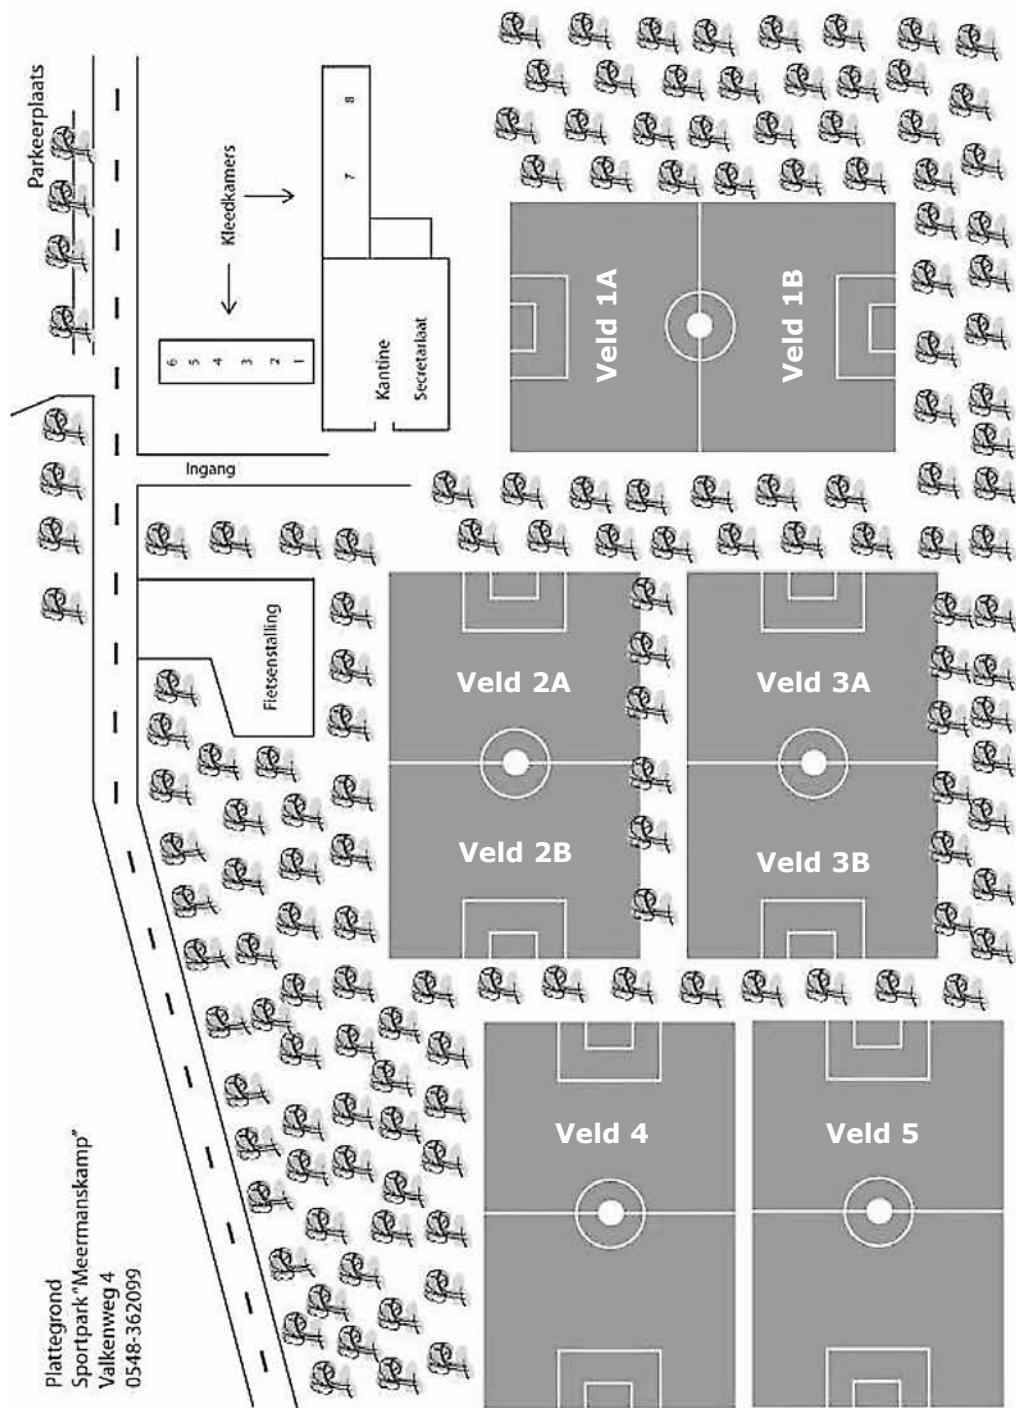 Parkeerplaats
Kleedkamers
8
7
6
5
4
3
2
1
Kantine
Secretariaat
Ingang
Fietsenstalling
Veld 1A
Veld 1B
Veld 2A
Veld 3A
Veld 2B
Veld 3B
Veld 4
Veld 5
Plattegrond
Sportpark "Meermanskamp"
Valkenweg 4
0548-362099